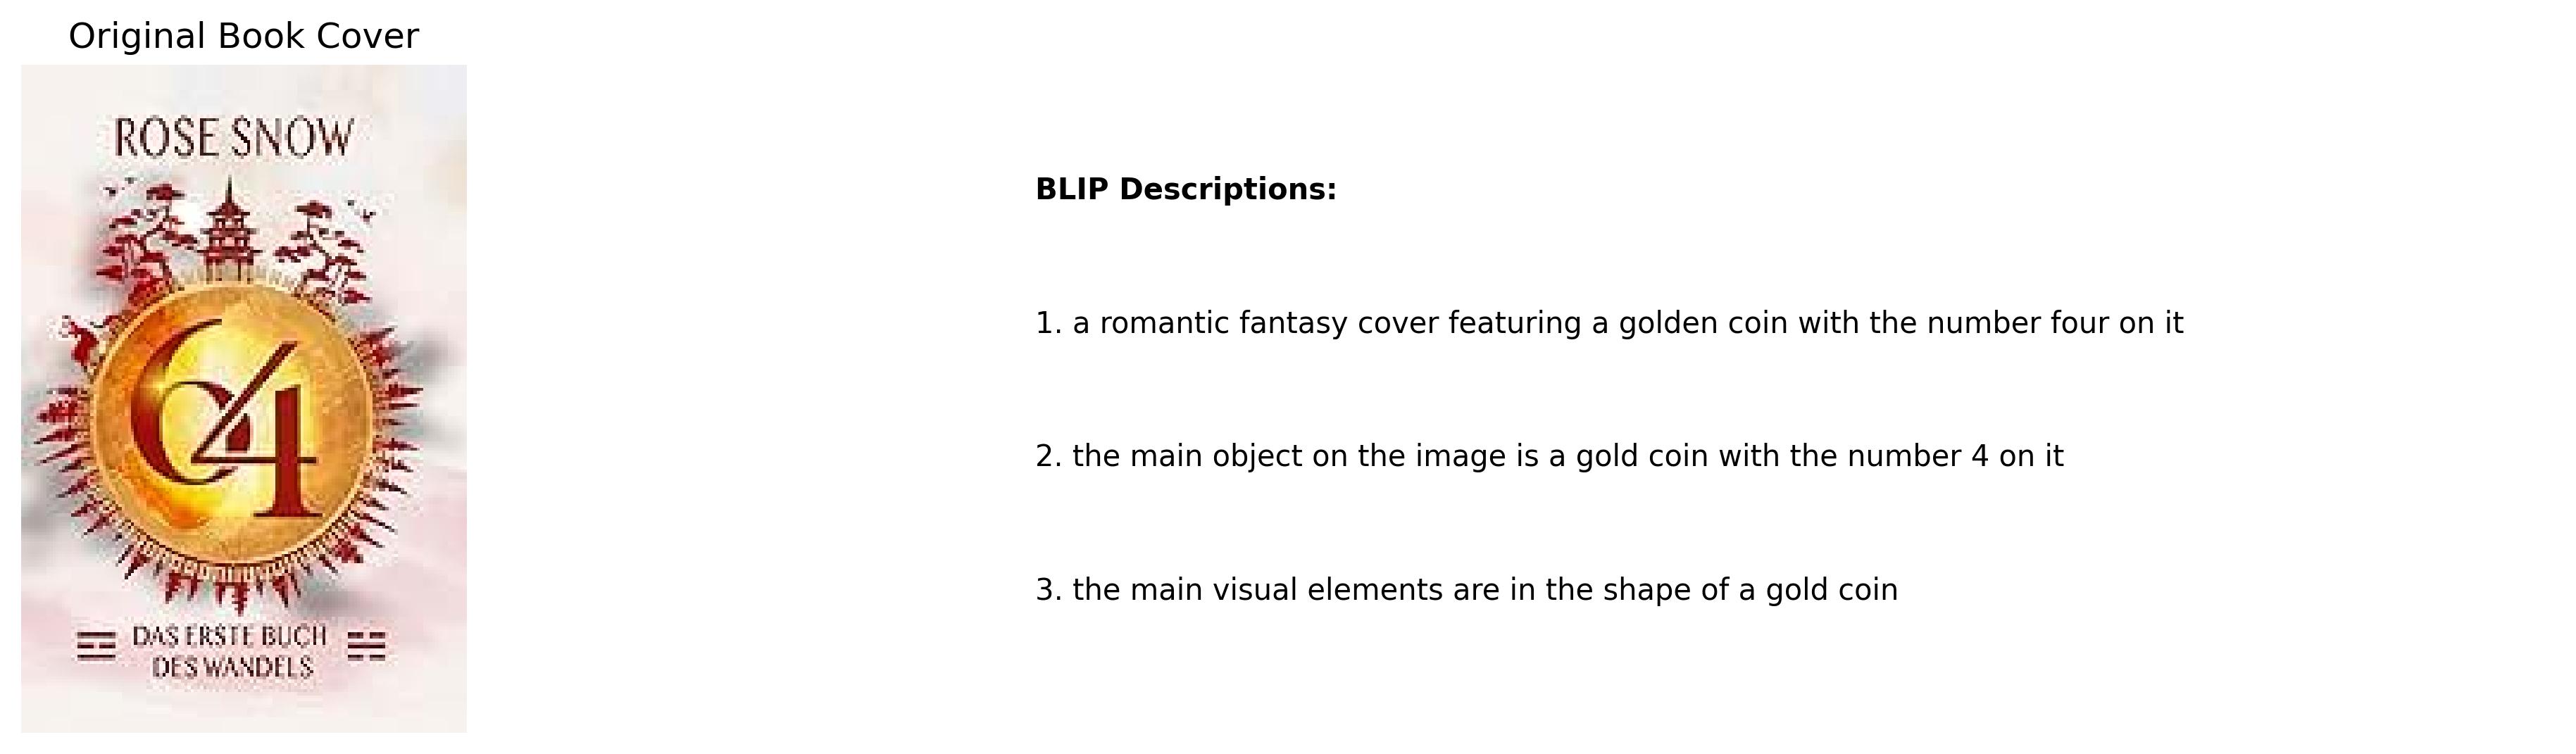 Original Book Cover
ROSE SNOW
64
DAS ERSTE BUCH
DES WANDELS
BLIP Descriptions:
1. a romantic fantasy cover featuring a golden coin with the number four on it
2. the main object on the image is a gold coin with the number 4 on it
3. the main visual elements are in the shape of a gold coin